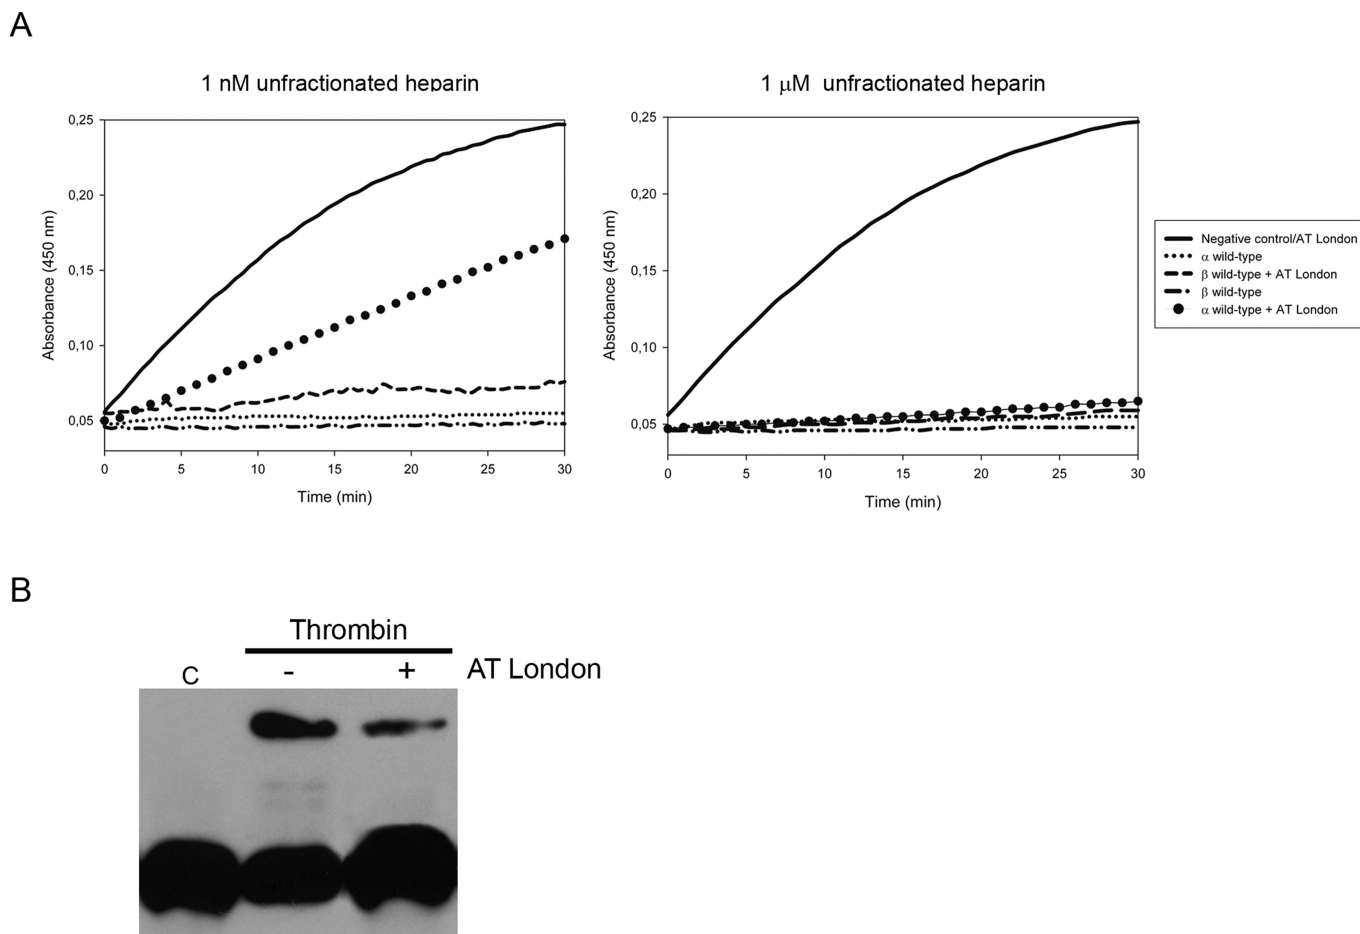 A
1 nM unfractionated heparin
0,25
0,20
0,15
0,10
0,05
Absorbance (450 nm)
0 5 10 15 20 25 30
Time (min)
1 μM unfractionated heparin
0,25
0,20
0,15
0,10
0,05
Absorbance (450 nm)
0 5 10 15 20 25 30
Time (min)
Negative control/AT London
α wild-type
β wild-type + AT London
β wild-type
α wild-type + AT London
B
Thrombin
C - + AT London